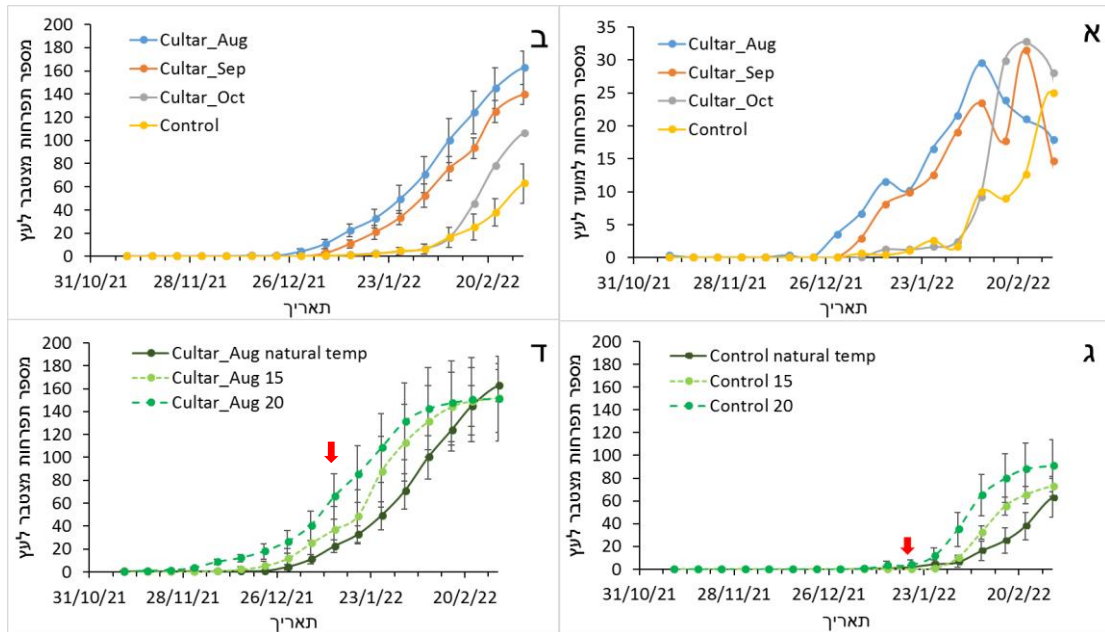 א
מספר תפרחות למועד לעץ
35
30
25
20
15
10
5
0
Cultar_Aug
Cultar_Sep
Cultar_Oct
Control
31/10/21 28/11/21 26/12/21 23/1/22 20/2/22
תאריך
ב
מספר תפרחות מצטבר לעץ
200
180
160
140
120
100
80
60
40
20
0
Cultar_Aug
Cultar_Sep
Cultar_Oct
Control
31/10/21 28/11/21 26/12/21 23/1/22 20/2/22
תאריך
ג
מספר תפרחות מצטבר לעץ
200
180
160
140
120
100
80
60
40
20
0
Control natural temp
Control 15
Control 20
31/10/21 28/11/21 26/12/21 23/1/22 20/2/22
תאריך
ד
מספר תפרחות מצטבר לעץ
200
180
160
140
120
100
80
60
40
20
0
Cultar_Aug natural temp
Cultar_Aug 15
Cultar_Aug 20
31/10/21 28/11/21 26/12/21 23/1/22 20/2/22
תאריך